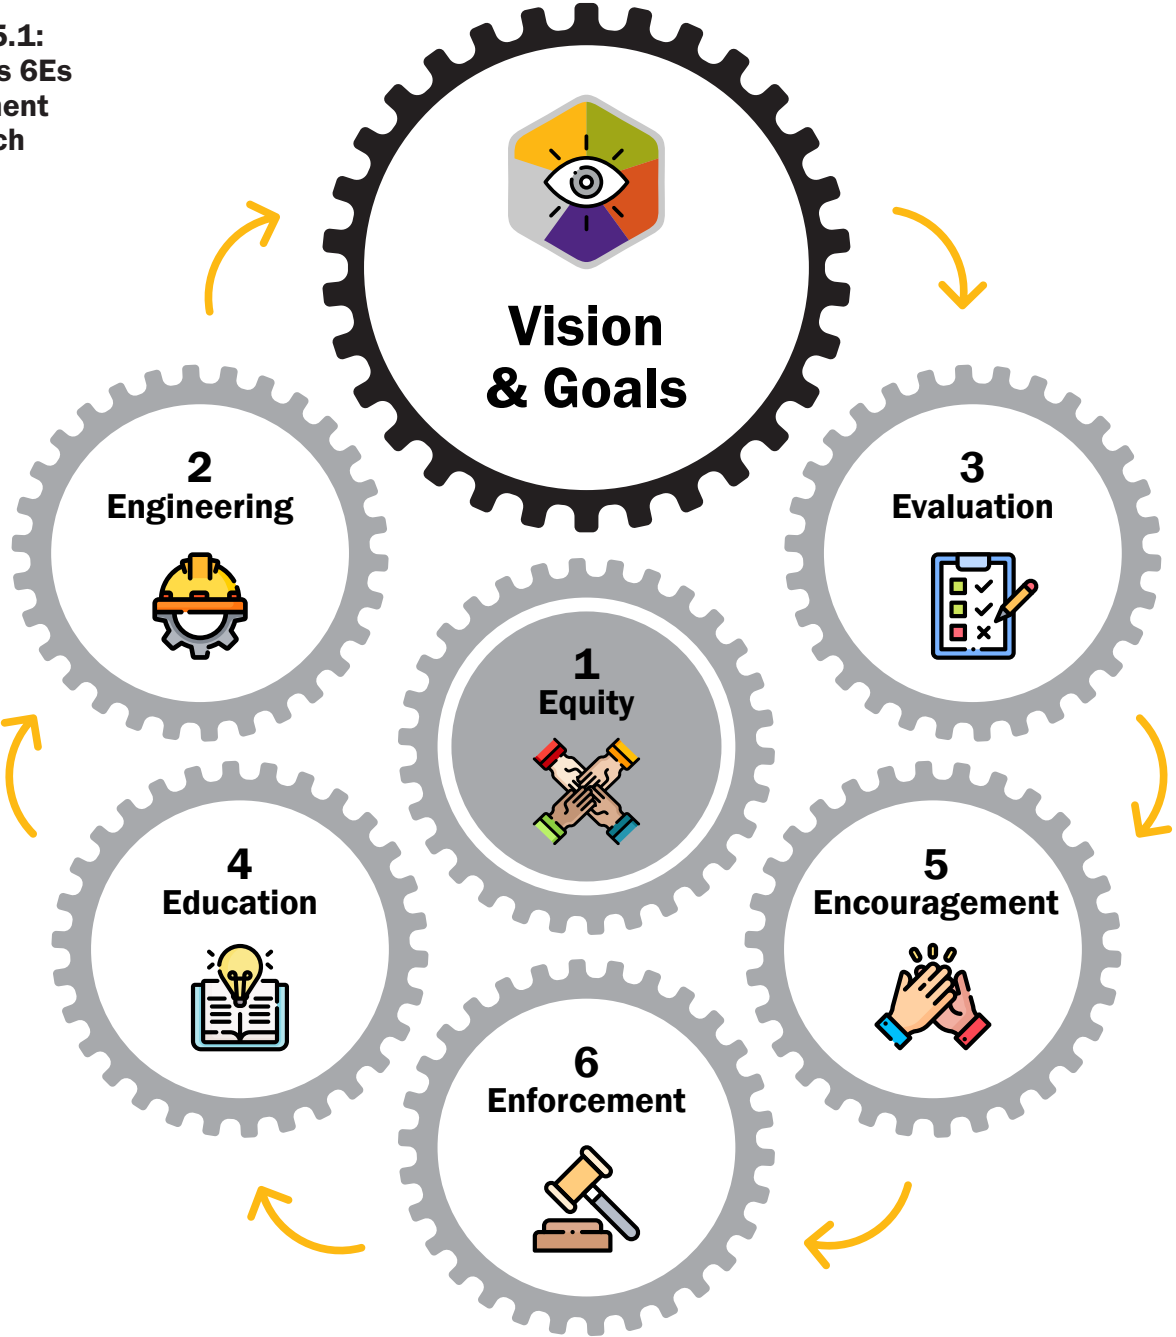 5.1:
s 6Es
ent
ch
Vision
& Goals
2
Engineering
3
Evaluation
1
Equity
4
Education
5
Encouragement
6
Enforcement